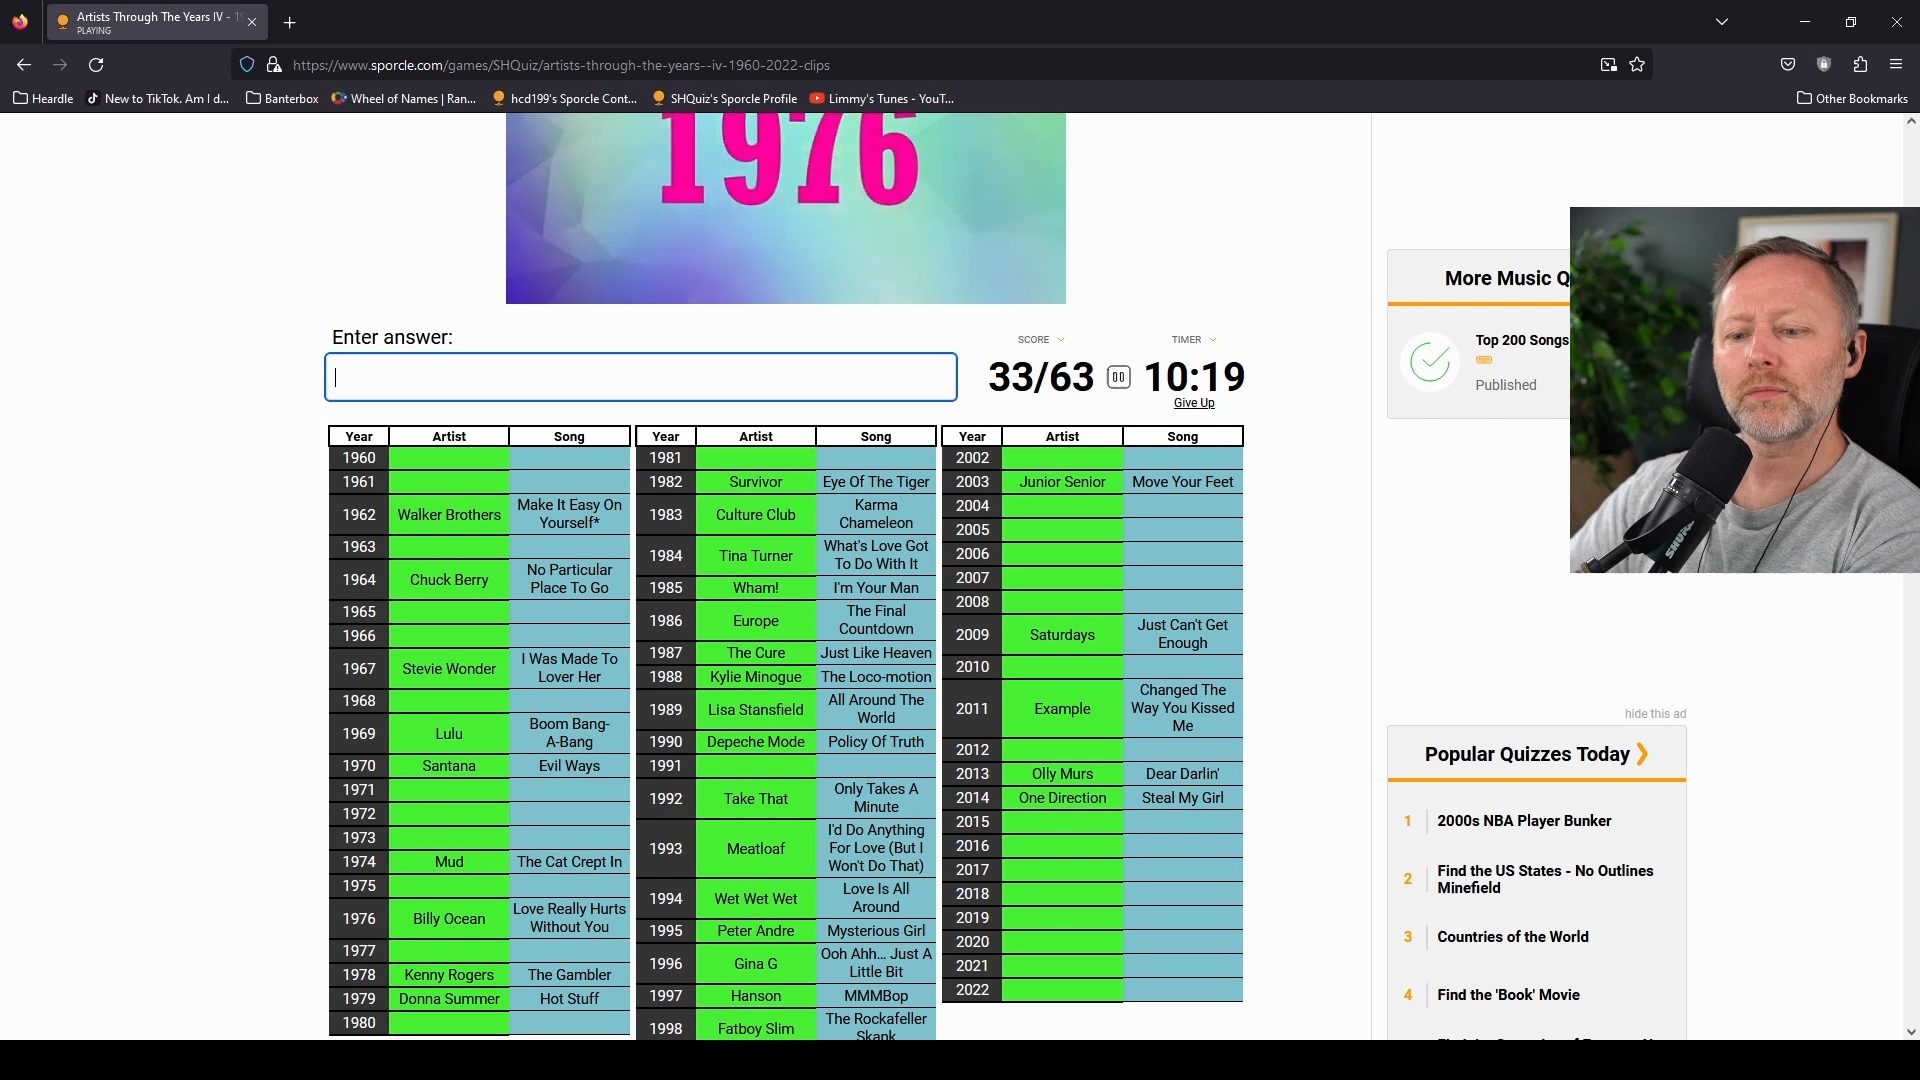 Artists Through The Years IV - 19
PLAYING
https://www.sporcle.com/games/SHQuiz/artists-through-the-years--iv-1960-2022-clips
Heardle
New to TikTok. Am I d...
Banterbox
Wheel of Names | Ran...
hcd199's Sporcle Cont...
SHQuiz's Sporcle Profile
Limmy's Tunes - YouT...
Other Bookmarks
1976
Enter answer:
SCORE
TIMER
33/63
10:19
Give Up
Year Artist Song
1960
1961
1962 Walker Brothers Make It Easy On
Yourself*
1963
1964 Chuck Berry No Particular
Place To Go
1965
1966
1967 Stevie Wonder I Was Made To
Lover Her
1968
1969 Lulu Boom Bang-
A-Bang
1970 Santana Evil Ways
1971
1972
1973
1974 Mud The Cat Crept In
1975
1976 Billy Ocean Love Really Hurts
Without You
1977
1978 Kenny Rogers The Gambler
1979 Donna Summer Hot Stuff
1980
Year Artist Song
1981
1982 Survivor Eye Of The Tiger
1983 Culture Club Karma
Chameleon
1984 Tina Turner What's Love Got
To Do With It
1985 Wham! I'm Your Man
1986 Europe The Final
Countdown
1987 The Cure Just Like Heaven
1988 Kylie Minogue The Loco-motion
1989 Lisa Stansfield All Around The
World
1990 Depeche Mode Policy Of Truth
1991
1992 Take That Only Takes A
Minute
1993 Meatloaf I'd Do Anything
For Love (But I
Won't Do That)
1994 Wet Wet Wet Love Is All
Around
1995 Peter Andre Mysterious Girl
1996 Gina G Ooh Ahh... Just A
Little Bit
1997 Hanson MMMBop
1998 Fatboy Slim The Rockafeller
Skank
Year Artist Song
2002
2003 Junior Senior Move Your Feet
2004
2005
2006
2007
2008
2009 Saturdays Just Can't Get
Enough
2010
2011 Example Changed The
Way You Kissed
Me
2012
2013 Olly Murs Dear Darlin'
2014 One Direction Steal My Girl
2015
2016
2017
2018
2019
2020
2021
2022
More Music Q
Top 200 Songs
Published
SHURE
hide this ad
Popular Quizzes Today
1 2000s NBA Player Bunker
2 Find the US States - No Outlines
Minefield
3 Countries of the World
4 Find the 'Book' Movie